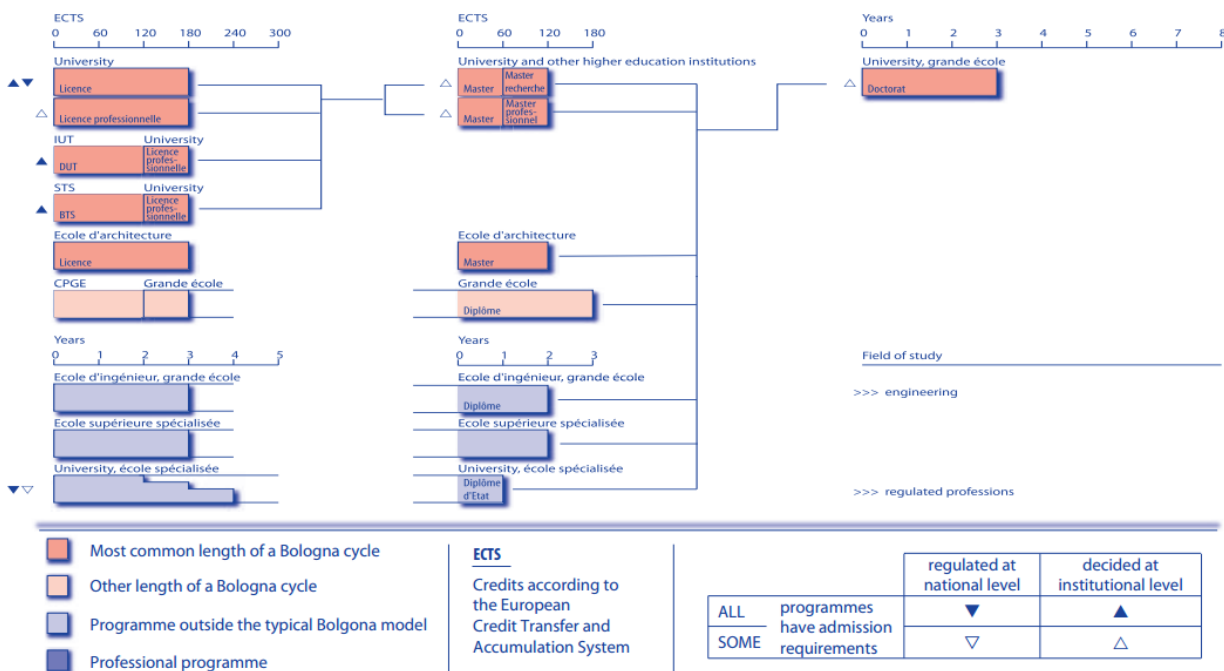 ECTS
0 60 120 180 240 300
ECTS
0 60 120 180
Years
0 1 2 3 4 5 6 7 8
University
▲▼ Licence
△ Licence professionnelle
University and other higher education institutions
△ Master
Master
recherche
△ Master
Master
profes-
sionnel
University, grande école
△ Doctorat
IUT University
▲ DUT
Licence
profes-
sionnelle
STS University
▲ BTS
Licence
profes-
sionnelle
Ecole d'architecture
Licence
Ecole d'architecture
Master
CPGE Grande école
Grande école
Diplôme
Years
0 1 2 3 4 5
Years
0 1 2 3
Field of study
Ecole d'ingénieur, grande école
Ecole d'ingénieur, grande école
Diplôme
>>> engineering
Ecole supérieure spécialisée
Ecole supérieure spécialisée
University, école spécialisée
▼▽
University, école spécialisée
Diplôme
d'Etat
>>> regulated professions
Most common length of a Bologna cycle
Other length of a Bologna cycle
Programme outside the typical Bolgona model
Professional programme
ECTS
Credits according to
the European
Credit Transfer and
Accumulation System
regulated at
national level
decided at
institutional level
ALL
SOME
programmes
have admission
requirements
▼ ▲
▽ △